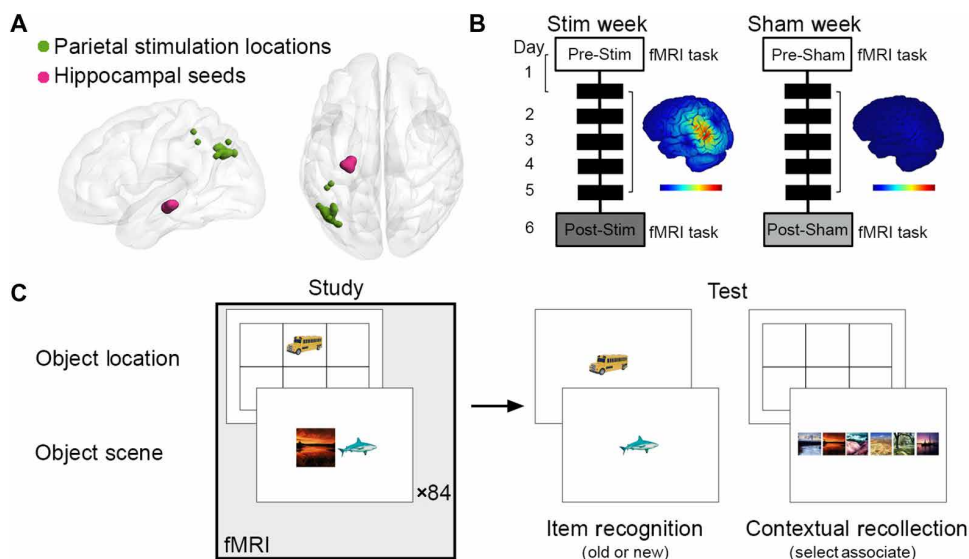 A
Parietal stimulation locations
Hippocampal seeds
B
Stim week
Sham week
Day
1
Pre-Stim
fMRI task
Pre-Sham
fMRI task
2
3
4
5
6
Post-Stim
fMRI task
Post-Sham
fMRI task
C
Study
Test
Object location
Object scene
×84
fMRI
Item recognition
(old or new)
Contextual recollection
(select associate)